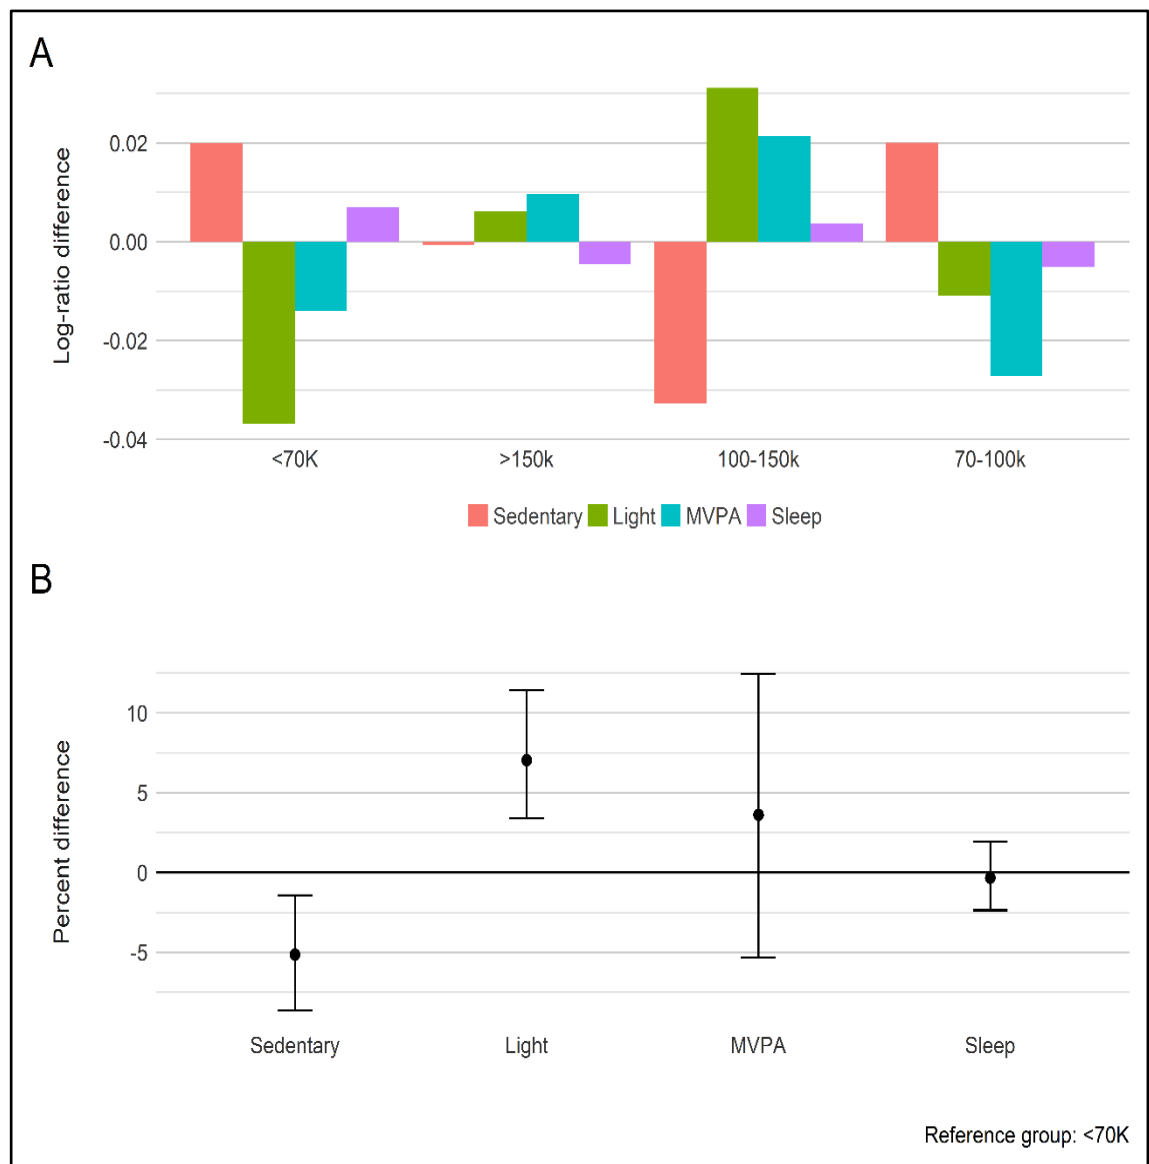 A
Log-ratio difference
0.02
0.00
-0.02
-0.04
<70K >150k 100-150k 70-100k
Sedentary Light MVPA Sleep
B
Percent difference
10
5
0
-5
Sedentary Light MVPA Sleep
Reference group: <70K